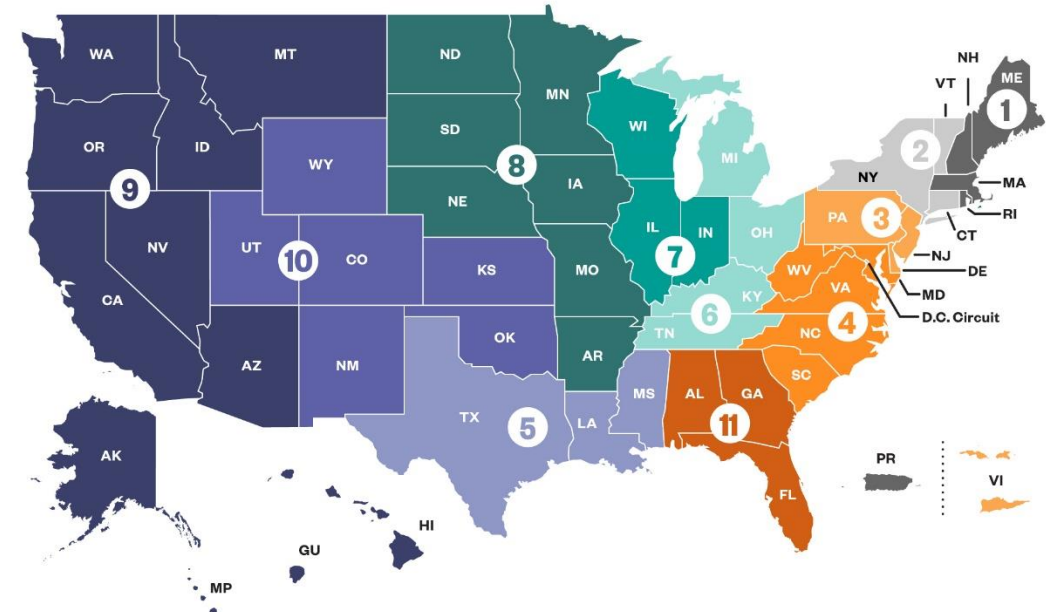 NH
WA
MT
ND
VT
ME
1
MN
OR
ID
SD
WI
MI
2
WY
8
NY
MA
9
IA
NE
RI
PA
3
CT
NV
UT
10
CO
IL
IN
OH
NJ
7
KS
MO
WV
DE
CA
VA
MD
KY
D.C. Circuit
6
4
OK
TN
NC
AZ
NM
AR
SC
MS
AL
GA
TX
5
LA
11
AK
PR
VI
FL
HI
GU
MP